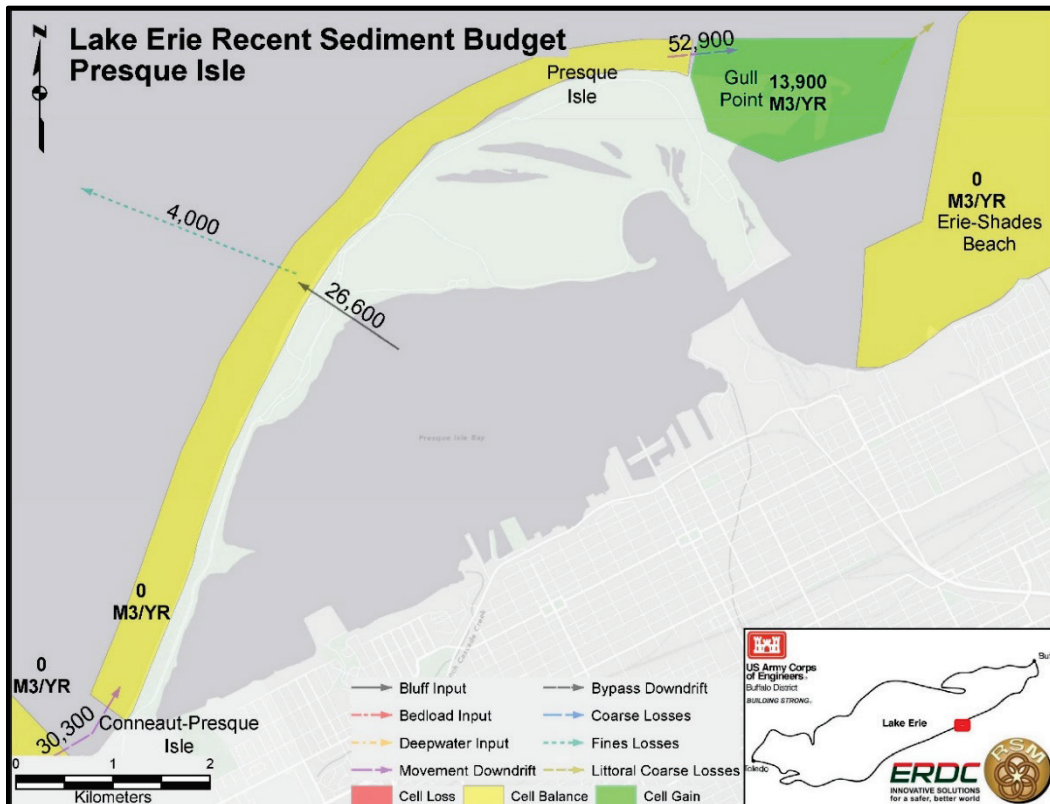 N
Lake Erie Recent Sediment Budget
Presque Isle
52,900
Presque
Isle
Gull
Point
13,900
M3/YR
0
M3/YR
Erie-Shades
Beach
4,000
26,600
Presque Isle Bay
0
M3/YR
0
M3/YR
30,300
Conneaut-Presque
Isle
Cascade Creek
0 1 2
Kilometers
Bluff Input
Bypass Downdrift
Bedload Input
Coarse Losses
Deepwater Input
Fines Losses
Movement Downdrift
Littoral Coarse Losses
Cell Loss
Cell Balance
Cell Gain
US Army Corps
of Engineers
Buffalo District
BUILDING STRONG
Lake Erie
Toledo
ERDC
INNOVATIVE SOLUTIONS
for a safer, better world
RSM